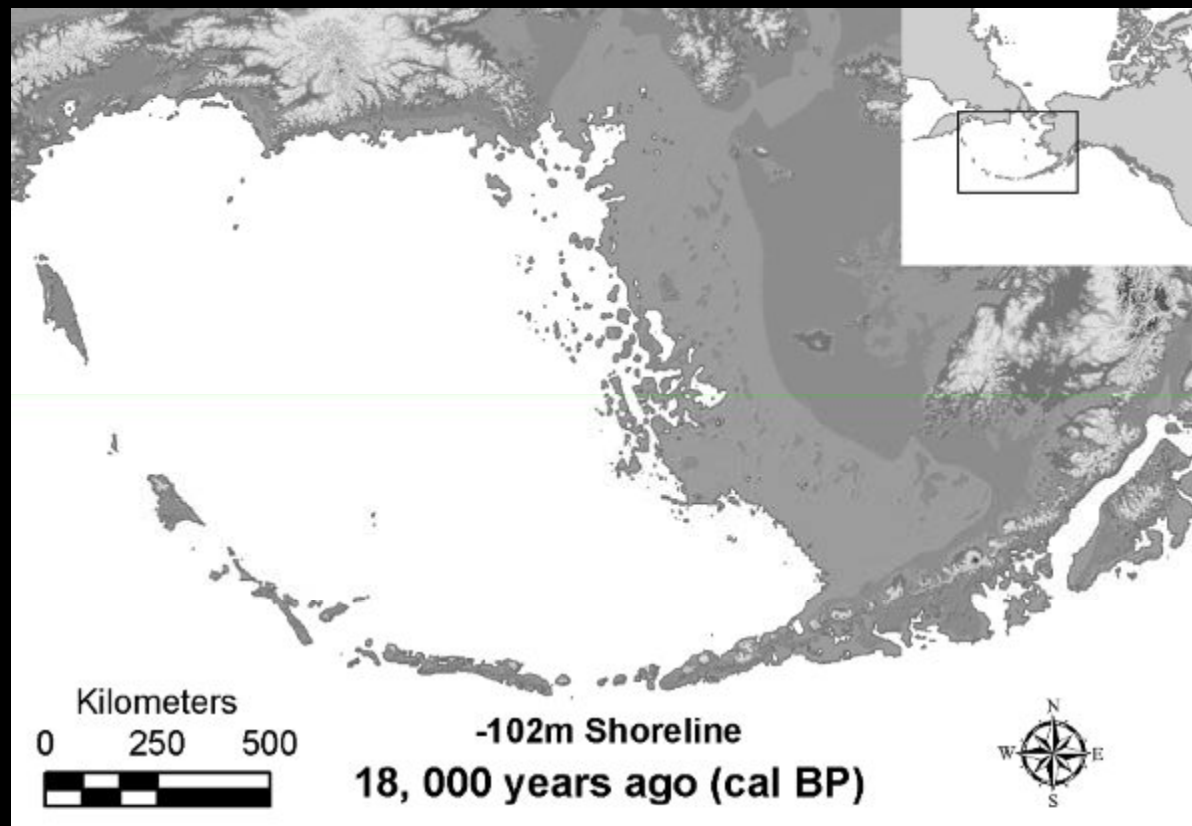 Kilometers
0 250 500
-102m Shoreline
18, 000 years ago (cal BP)
N
W E
S